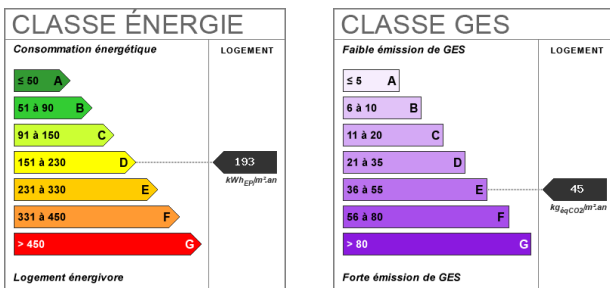 CLASSE ÉNERGIE
Consommation énergétique
LOGEMENT
≤ 50 A
51 à 90 B
91 à 150 C
151 à 230 D
193
kWhEP/m².an
231 à 330 E
331 à 450 F
> 450 G
Logement énergivore
CLASSE GES
Faible émission de GES
LOGEMENT
≤ 5 A
6 à 10 B
11 à 20 C
21 à 35 D
36 à 55 E
45
kgéqCO2/m².an
56 à 80 F
> 80 G
Forte émission de GES